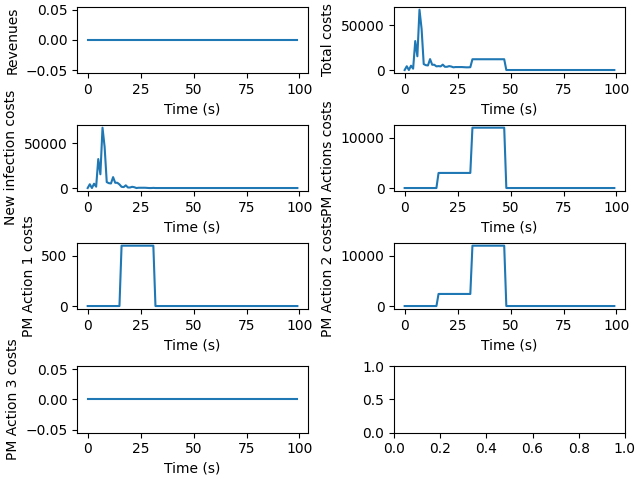 Revenues
0.05
0.00
−0.05
0 25 50 75 100
Time (s)
Total costs
50000
0
0 25 50 75 100
Time (s)
New infection costs
50000
0
0 25 50 75 100
Time (s)
PM Actions costs
10000
0
0 25 50 75 100
Time (s)
PM Action 1 costs
500
0
0 25 50 75 100
Time (s)
PM Action 2 costs
10000
0
0 25 50 75 100
Time (s)
PM Action 3 costs
0.05
0.00
−0.05
0 25 50 75 100
Time (s)
1.0
0.5
0.0
0.0 0.2 0.4 0.6 0.8 1.0